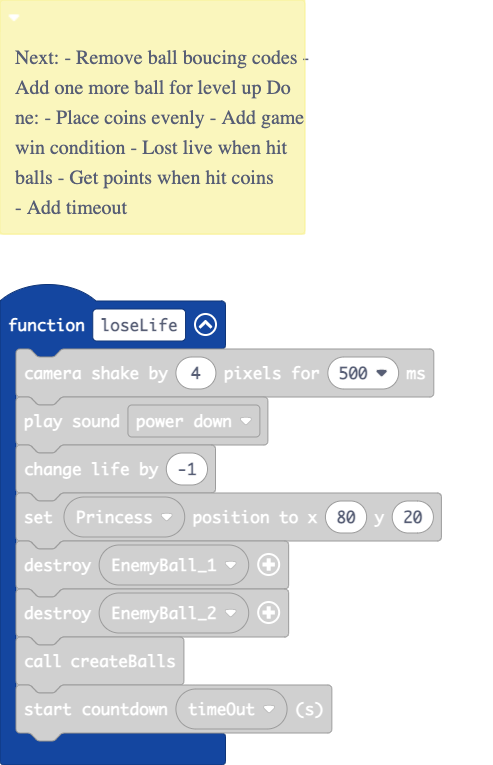 Next: - Remove ball boucing codes -
Add one more ball for level up Do
ne: - Place coins evenly - Add game
win condition - Lost live when hit
balls - Get points when hit coins
- Add timeout
function loseLife
camera shake by 4 pixels for 500 ms
play sound power down
change life by -1
set Princess position to x 80 y 20
destroy EnemyBall_1
destroy EnemyBall_2
call createBalls
start countdown timeOut (s)